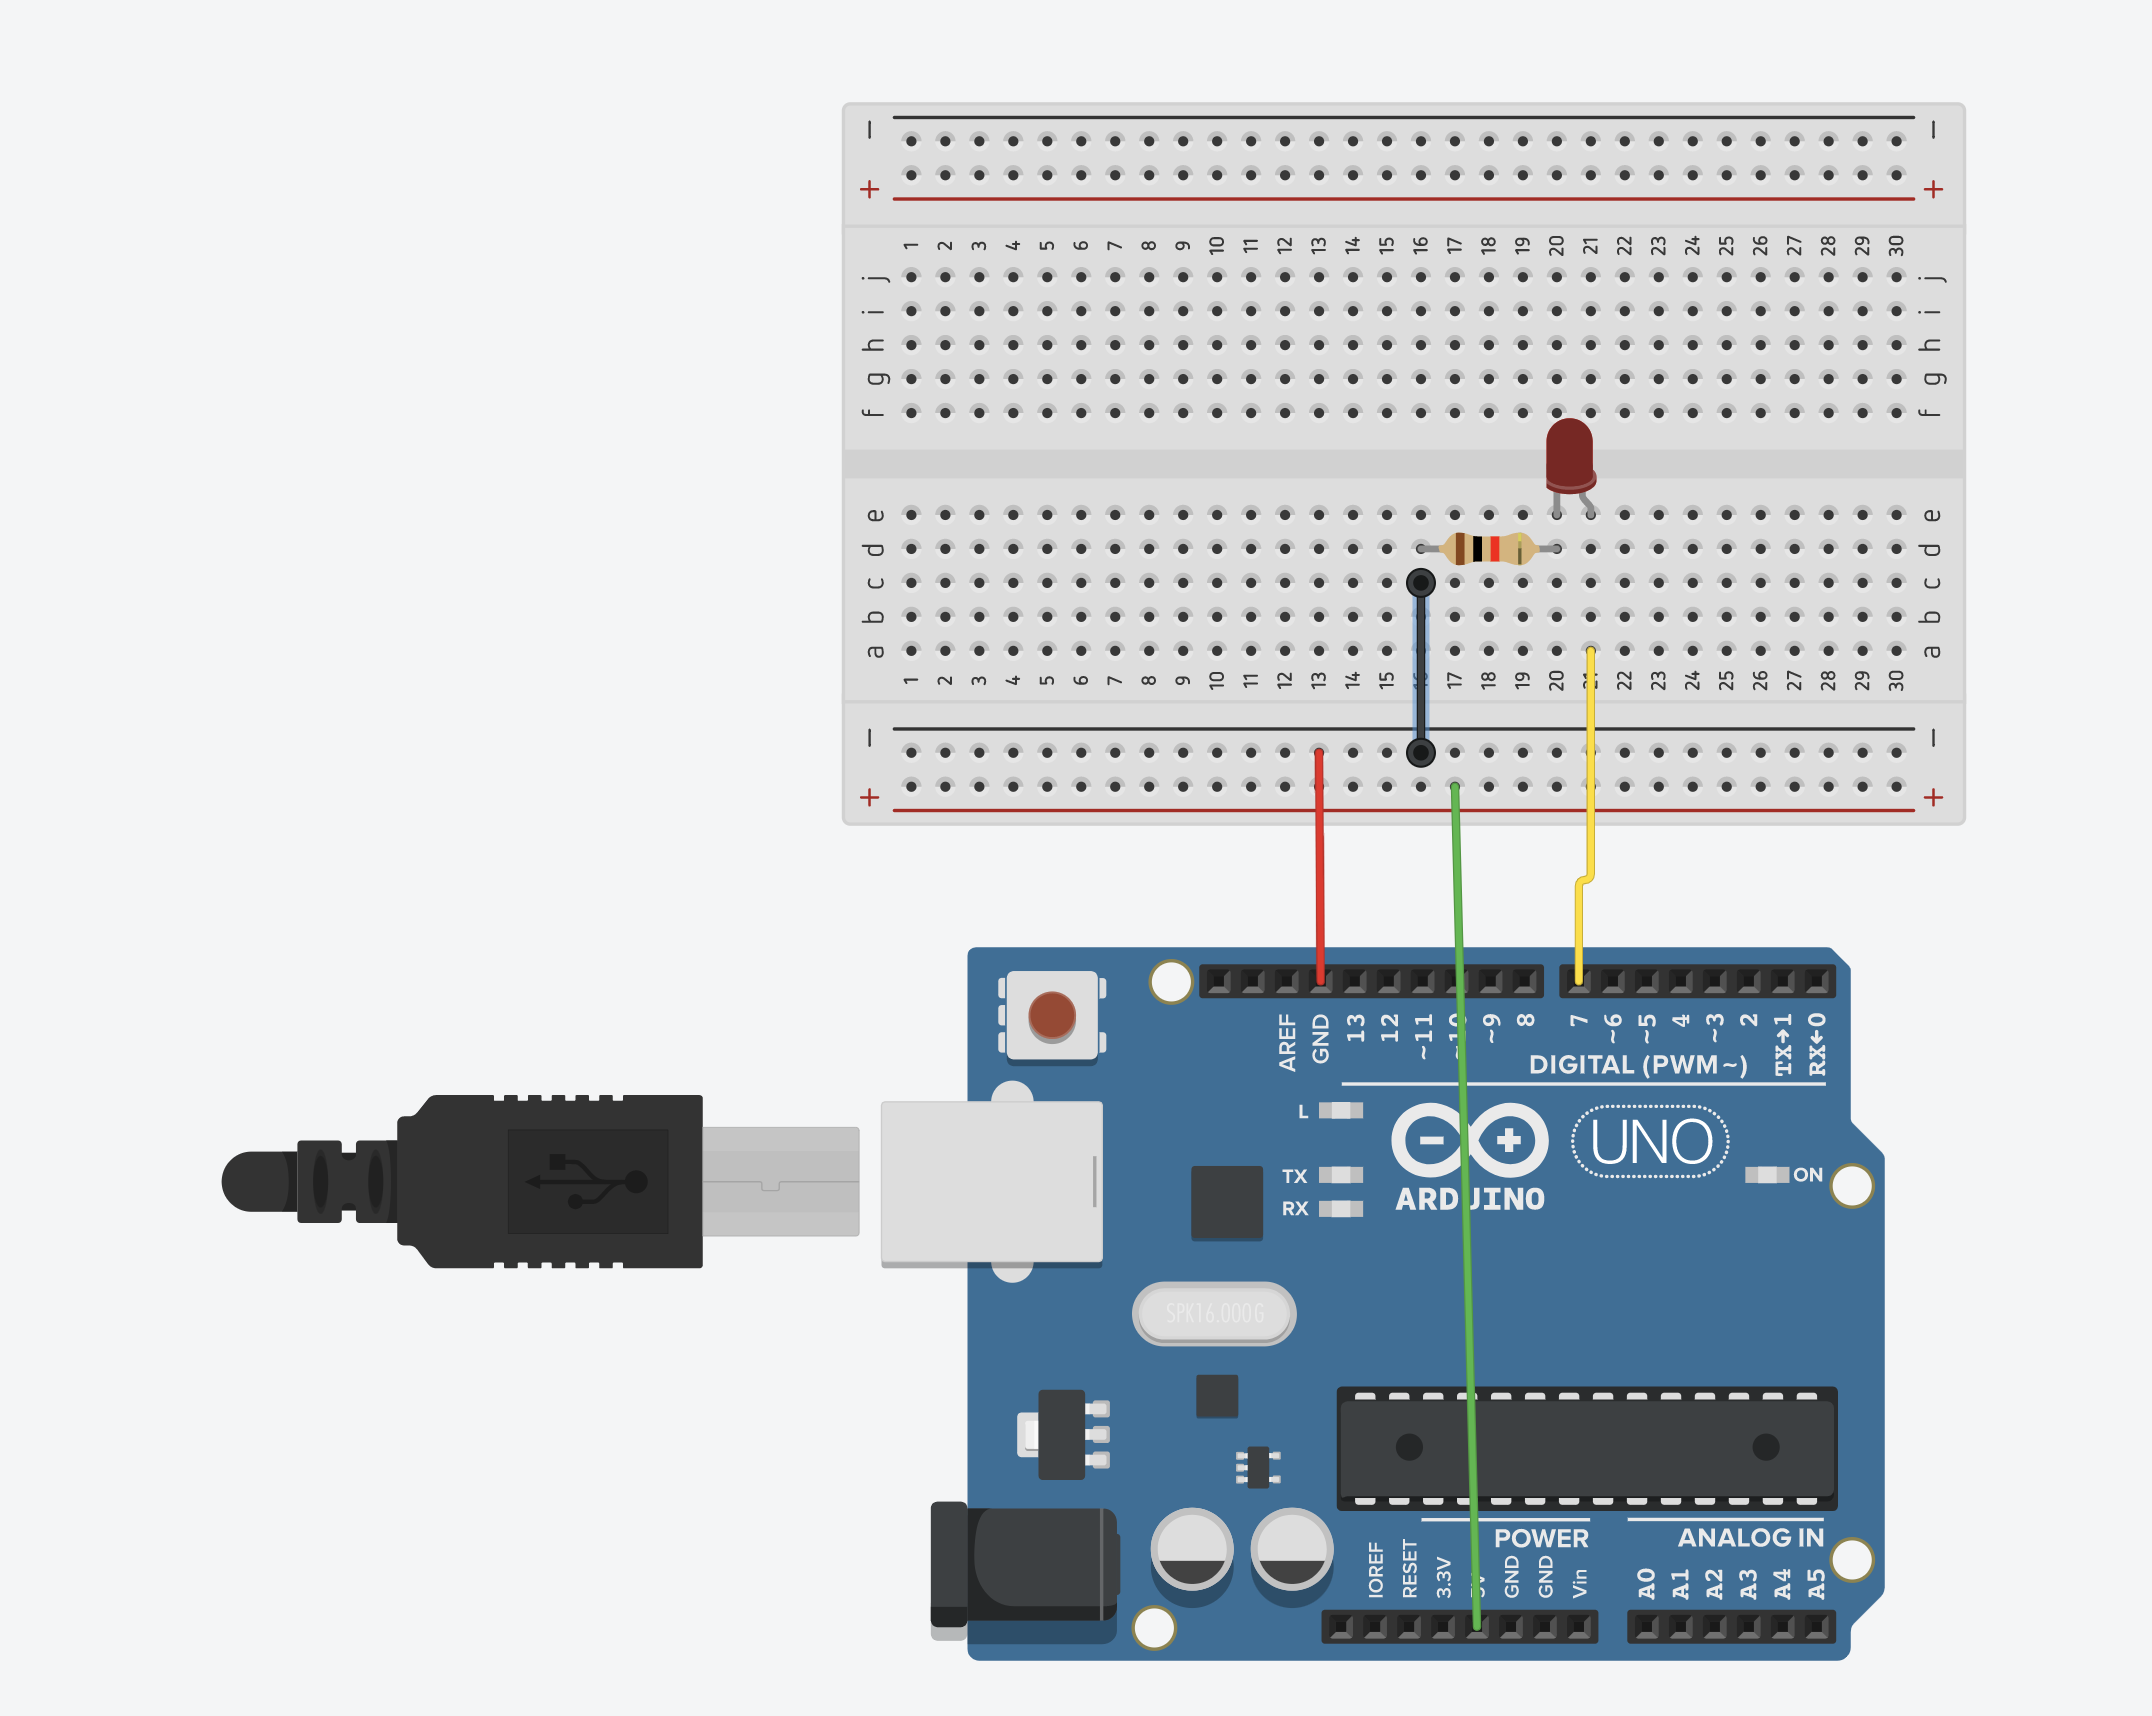 − −
+ +
1 2 3 4 5 6 7 8 9 10 11 12 13 14 15 16 17 18 19 20 21 22 23 24 25 26 27 28 29 30
j j
i i
h h
g g
f f
e e
d d
c c
b b
a a
1 2 3 4 5 6 7 8 9 10 11 12 13 14 15 17 18 19 20 22 23 24 25 26 27 28 29 30
− −
+ +
AREF GND 13 12 ~11 ~10 ~9 8 7 ~6 ~5 4 ~3 2 TX→1 RX←0
DIGITAL (PWM~)
L
UNO
TX
ON
RX
ARDUINO
SPK16.000G
POWER
ANALOG IN
IOREF RESET 3.3V 5V GND GND Vin A0 A1 A2 A3 A4 A5